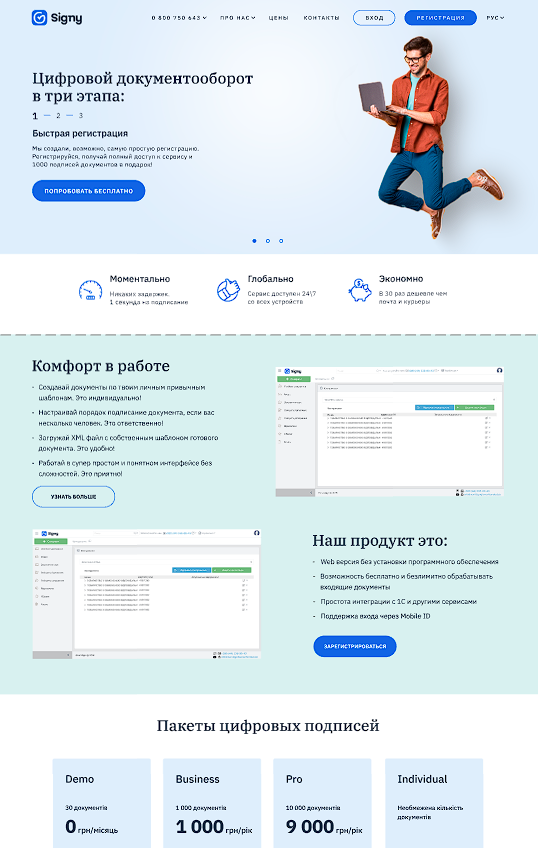 Signy
0 800 750 643
ПРО НАС
ЦЕНЫ
КОНТАКТЫ
ВХОД
РЕГИСТРАЦИЯ
РУС
Цифровой документооборот
в три этапа:
1 — 2 — 3
Быстрая регистрация
Мы создали, возможно, самую простую регистрацию.
Регистрируйся, получай полный доступ к сервису и
1000 подписей документов в подарок!
ПОПРОБОВАТЬ БЕСПЛАТНО
Моментально
Никаких задержек.
1 секунда на подписание
Глобально
Сервис доступен 24\7
со всех устройств
Экономно
В 30 раз дешевле чем
почта и курьеры
Комфорт в работе
- Создавай документы по твоим личным привычным
шаблонам. Это индивидуально!
- Настраивай порядок подписание документа, если вас
несколько человек. Это ответственно!
- Загружай XML файл с собственным шаблоном готового
документа. Это удобно!
- Работай в супер простом и понятном интерфейсе без
сложностей. Это приятно!
УЗНАТЬ БОЛЬШЕ
Signy
Signy
Наш продукт это:
- Web версия без установки программного обеспечения
- Возможность бесплатно и безлимитно обрабатывать
входящие документы
- Простота интеграции с 1С и другими сервисами
- Поддержка входа через Mobile ID
ЗАРЕГИСТРИРОВАТЬСЯ
Пакеты цифровых подписей
Demo
30 документів
0 грн/місяць
Business
1 000 документів
1 000 грн/рік
Pro
10 000 документів
9 000 грн/рік
Individual
Необмежена кількість
документів